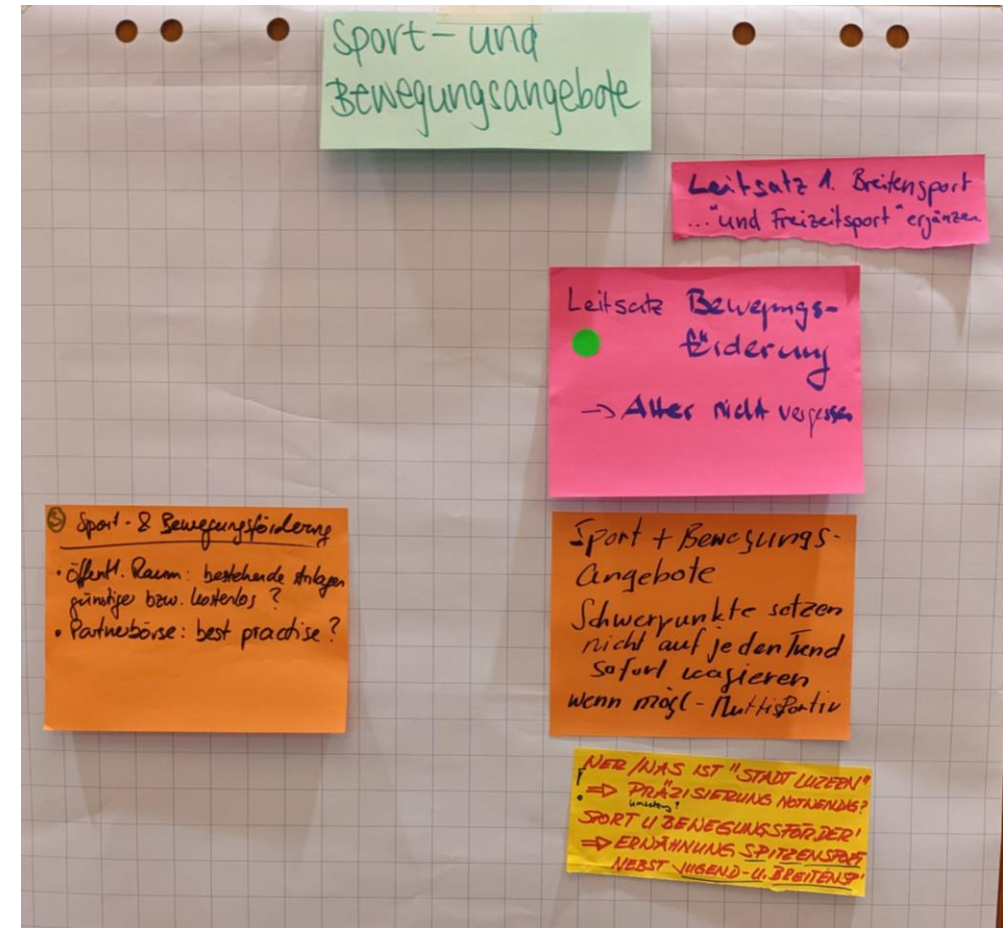 Sport- und
Bewegungsangebote
Leitsatz 1. Breitensport
..." und Freizeitsport" ergänzen
Leitsatz Bewegungs-
förderung
→ Alter nicht vergessen
③ Sport- & Bewegungsförderung
• öffentl. Raum: bestehende Anlagen
günstiger bzw. kostenlos?
• Partnerbörse: best practise?
Sport + Bewegungs-
angebote
Schwerpunkte setzen
nicht auf jeden Trend
sofort reagieren
wenn mögl - Multisportiv
WER/WAS IST "STADT LUZERN"
⇒ PRÄZISIERUNG NOTWENDIG?
SPORT U BEWEGUNGSFÖRDER'
⇒ ERWÄHNUNG SPITZENSPORT
NEBST JUGEND- U. BREITENSP'